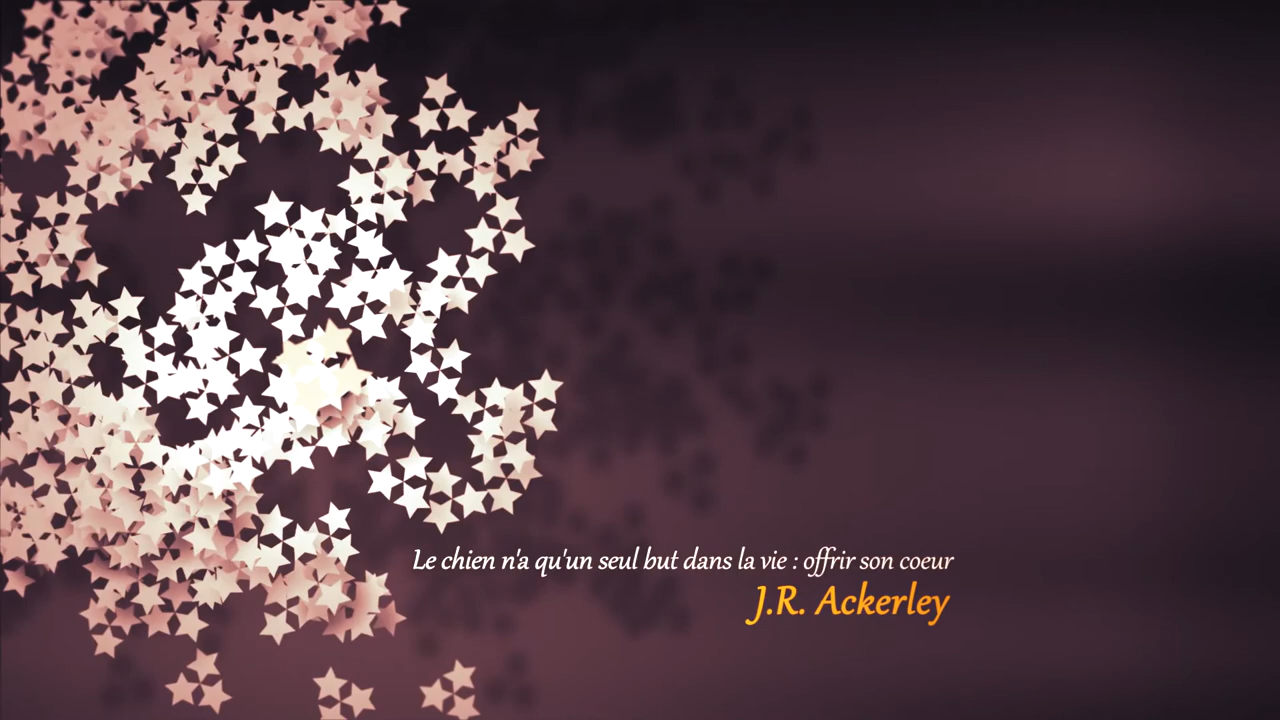 Le chien n'a qu'un seul but dans la vie : offrir son coeur
J.R. Ackerley